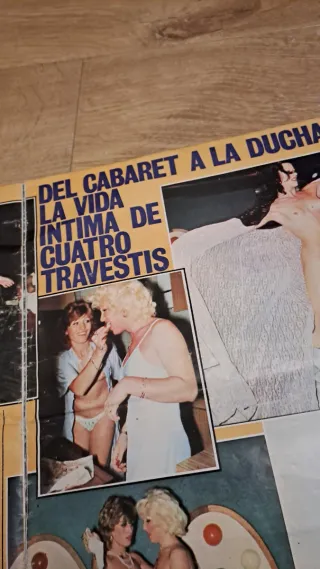 DEL CABARET A LA DUCHA
LA VIDA
INTIMA DE
CUATRO
TRAVESTIS